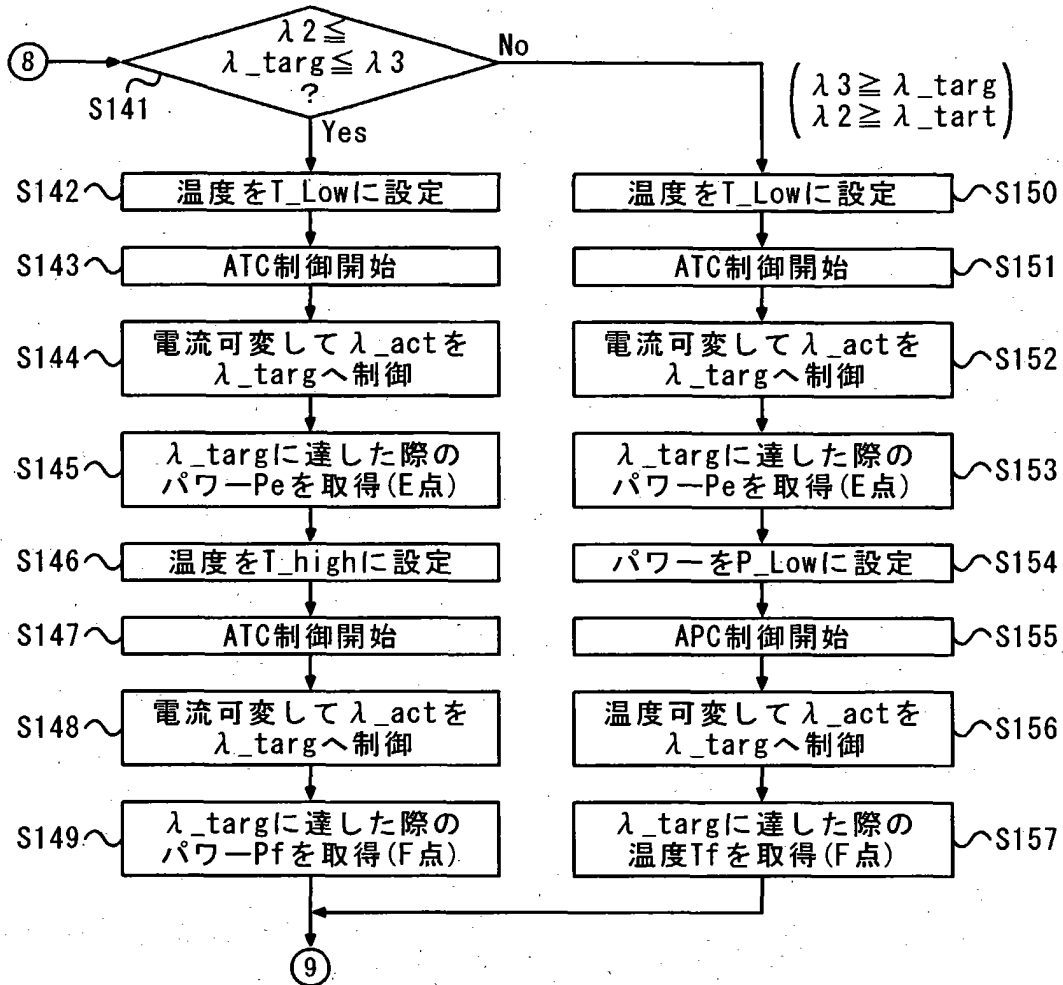 8
λ2≦
λ_targ≦λ3
?
S141
No
Yes
(λ3≧λ_targ
λ2≧λ_tart)
S142
温度をT_Lowに設定
S143
ATC制御開始
S144
電流可変してλ_actを
λ_targへ制御
S145
λ_targに達した際の
パワーPeを取得(E点)
S146
温度をT_highに設定
S147
ATC制御開始
S148
電流可変してλ_actを
λ_targへ制御
S149
λ_targに達した際の
パワーPfを取得(F点)
温度をT_Lowに設定
S150
ATC制御開始
S151
電流可変してλ_actを
λ_targへ制御
S152
λ_targに達した際の
パワーPeを取得(E点)
S153
パワーをP_Lowに設定
S154
APC制御開始
S155
温度可変してλ_actを
λ_targへ制御
S156
λ_targに達した際の
温度Tfを取得(F点)
S157
9